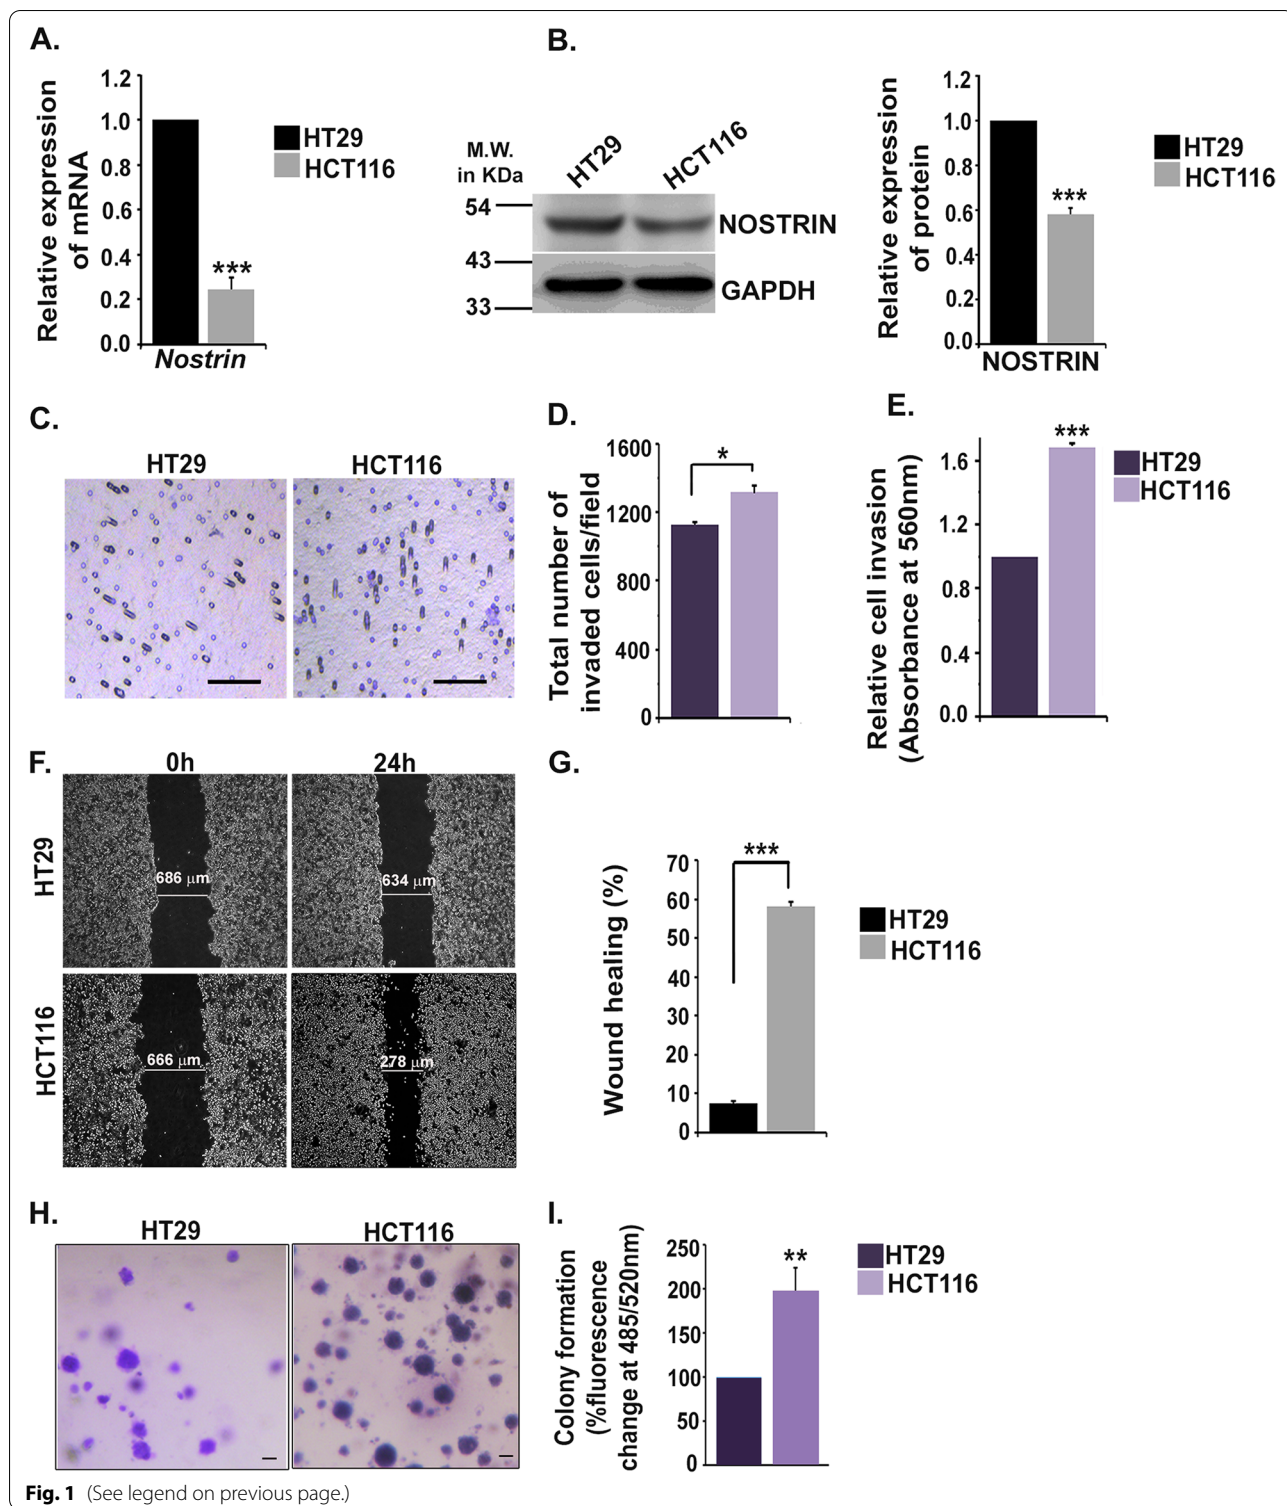 A.
Relative expression
of mRNA
1.2
1.0
0.8
0.6
0.4
0.2
0.0
***
Nostrin
HT29
HCT116
B.
M.W.
in KDa
HT29
HCT116
54
43
33
NOSTRIN
GAPDH
Relative expression
of protein
1.2
1.0
0.8
0.6
0.4
0.2
0.0
***
NOSTRIN
HT29
HCT116
C.
HT29
HCT116
D.
Total number of
invaded cells/field
1600
1200
800
400
0
*
E.
Relative cell invasion
(Absorbance at 560nm)
1.6
1.2
0.8
0.4
0.0
***
HT29
HCT116
F.
0h
24h
HT29
686 µm
634 µm
HCT116
666 µm
278 µm
G.
Wound healing (%)
70
60
50
40
30
20
10
0
***
HT29
HCT116
H.
HT29
HCT116
I.
Colony formation
(%fluorescence
change at 485/520nm)
250
200
150
100
50
0
**
HT29
HCT116
Fig. 1 (See legend on previous page.)